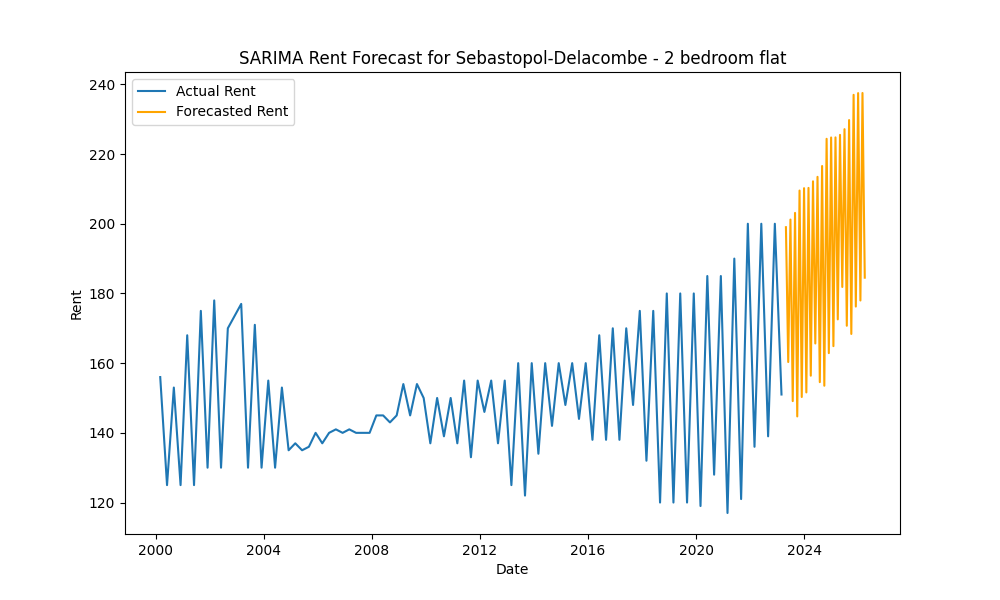 SARIMA Rent Forecast for Sebastopol-Delacombe - 2 bedroom flat
Actual Rent
Forecasted Rent
240
220
200
180
160
140
120
Rent
2000 2004 2008 2012 2016 2020 2024
Date